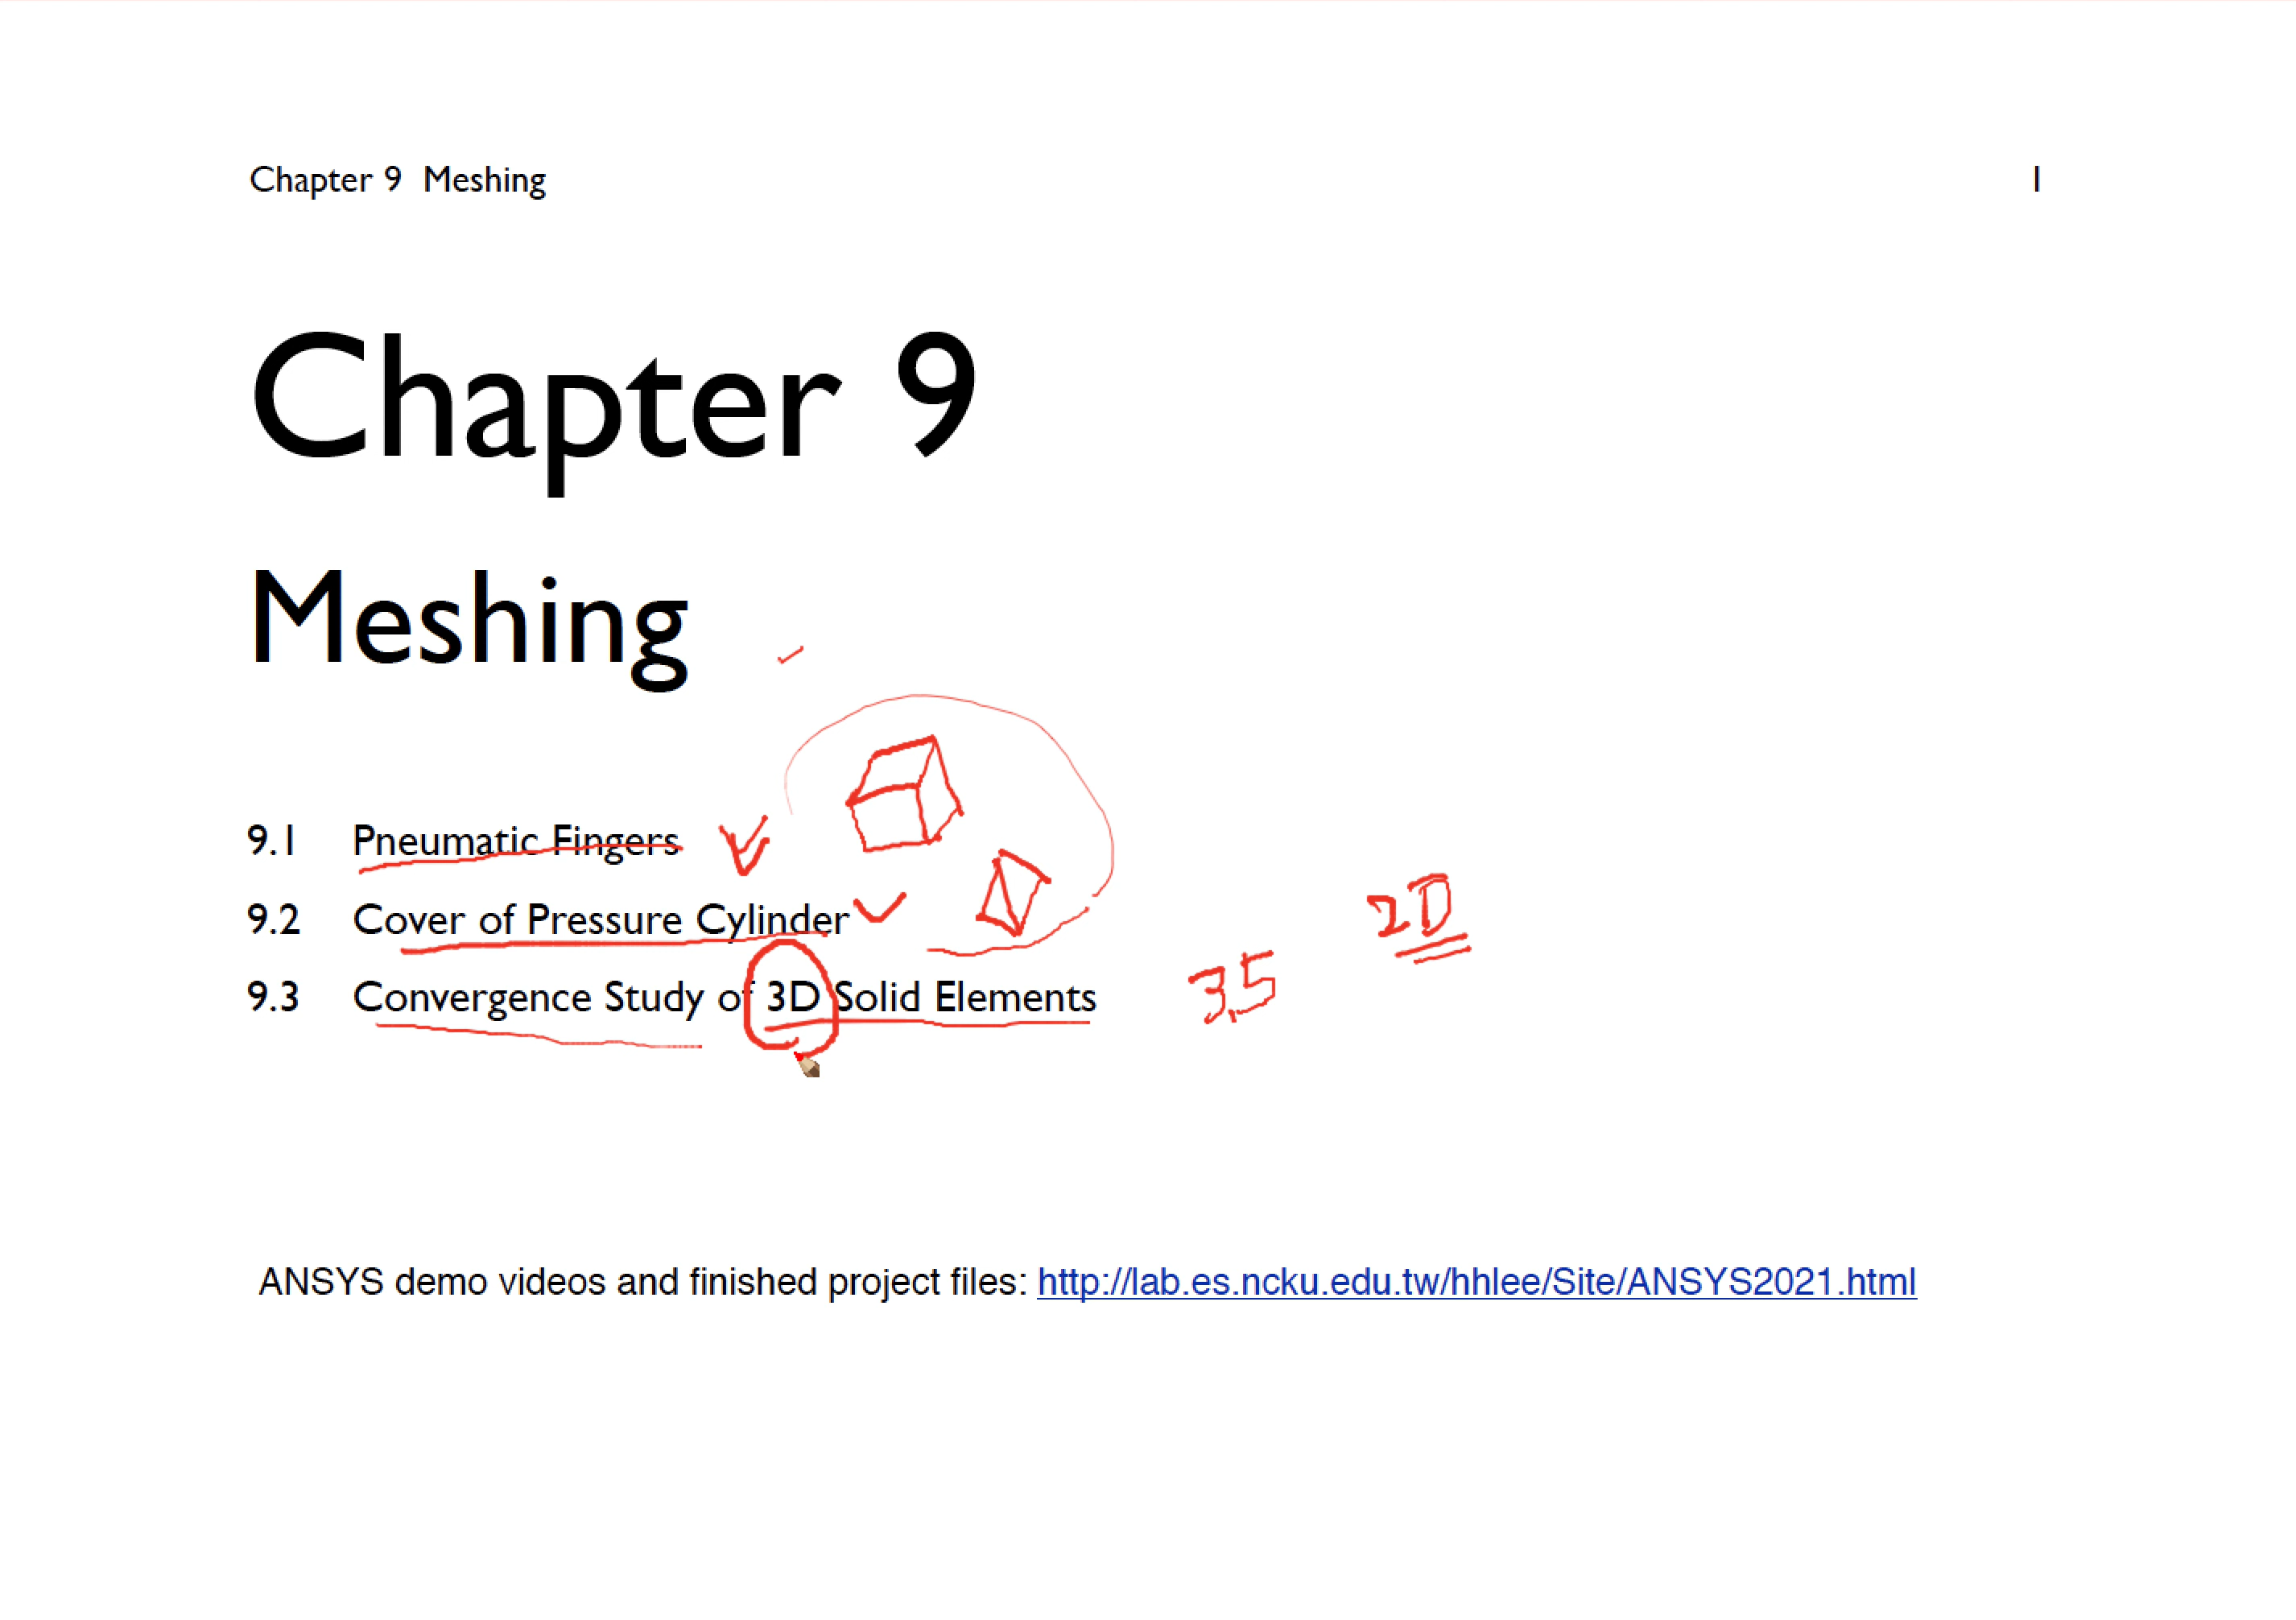 Chapter 9 Meshing 1
Chapter 9
Meshing
9.1 Pneumatic Fingers
9.2 Cover of Pressure Cylinder
2D
9.3 Convergence Study of 3D Solid Elements 3.5
ANSYS demo videos and finished project files: http://lab.es.ncku.edu.tw/hhlee/Site/ANSYS2021.html